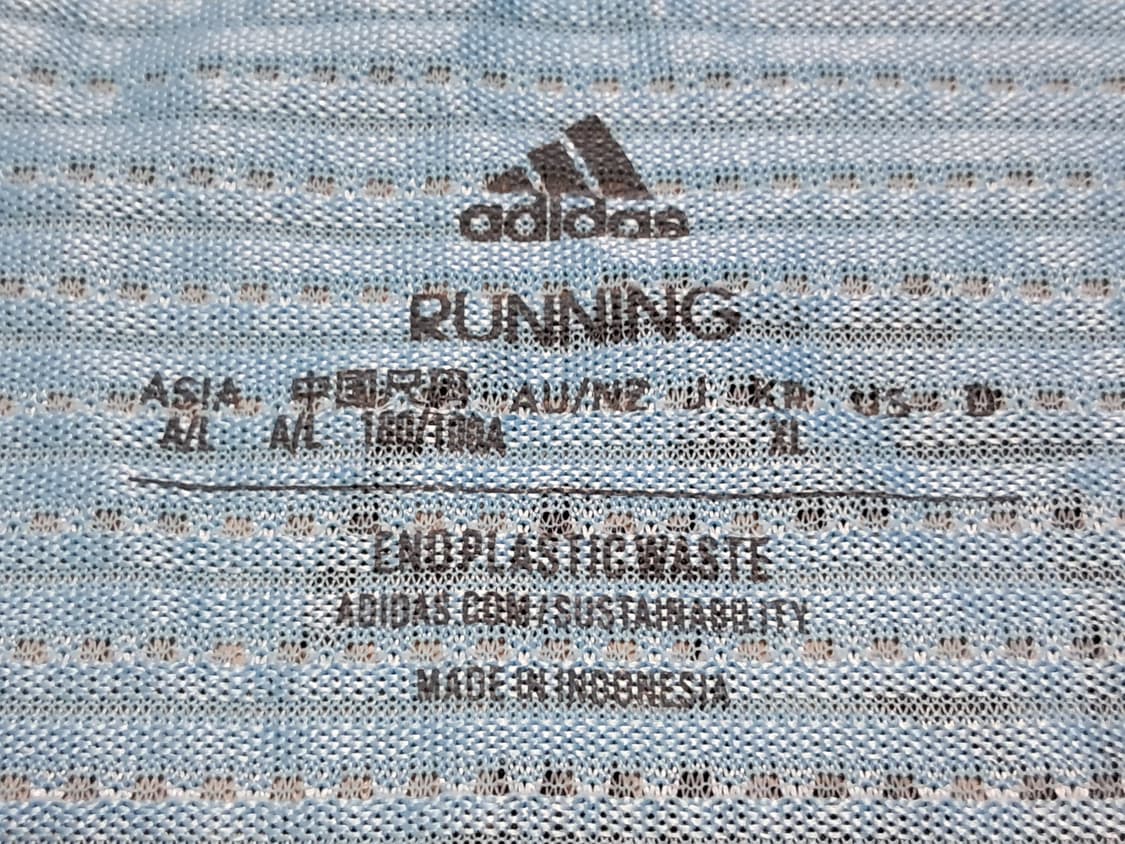 adidas
RUNNING
ASIA 中国尺码 AU/NZ J KR US D
A/L A/L 180/100A XL
END PLASTIC WASTE
ADIDAS.COM/SUSTAINABILITY
MADE IN INDONESIA